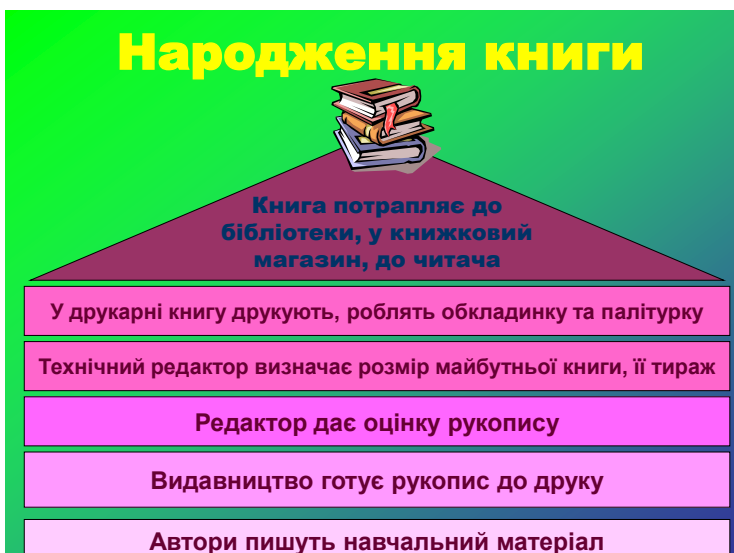 Народження книги
Книга потрапляє до
бібліотеки, у книжковий
магазин, до читача
У друкарні книгу друкують, роблять обкладинку та палітурку
Технічний редактор визначає розмір майбутньої книги, її тираж
Редактор дає оцінку рукопису
Видавництво готує рукопис до друку
Автори пишуть навчальний матеріал